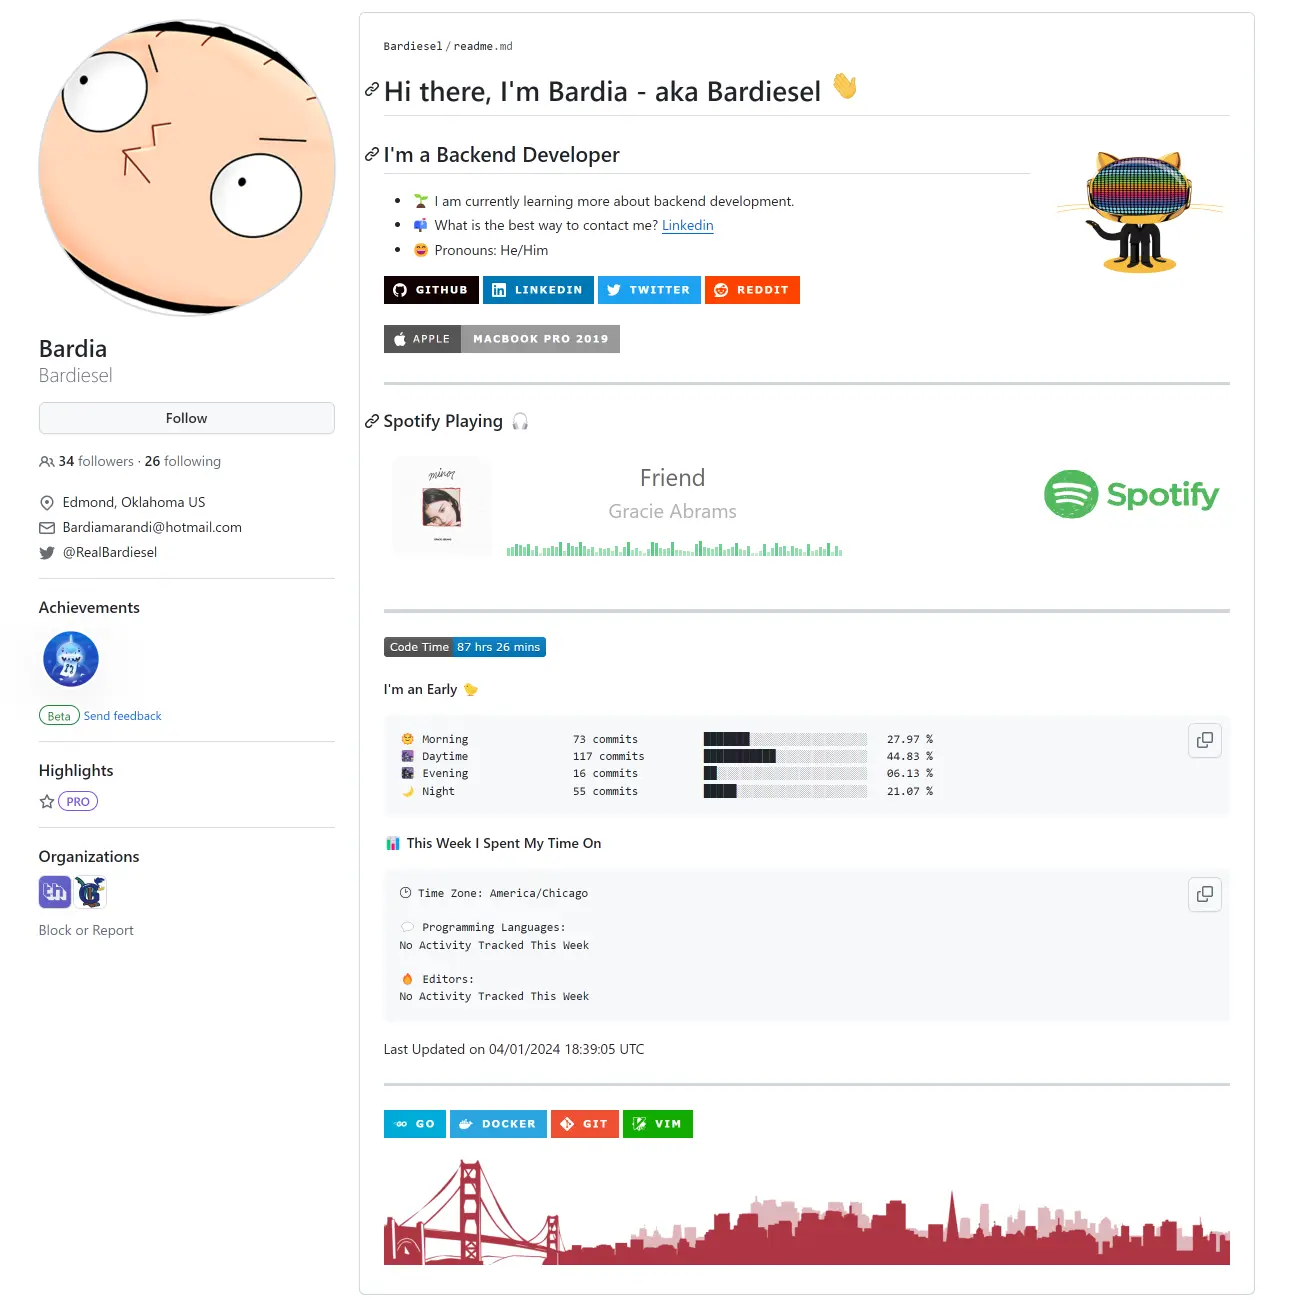 Bardia
Bardiesel
Follow
34 followers · 26 following
Edmond, Oklahoma US
Bardiamarandi@hotmail.com
@RealBardiesel
Achievements
Beta Send feedback
Highlights
PRO
Organizations
th
Block or Report
Bardiesel / readme.md
Hi there, I'm Bardia - aka Bardiesel 👋
I'm a Backend Developer
🌱 I am currently learning more about backend development.
📫 What is the best way to contact me? Linkedin
😄 Pronouns: He/Him
GITHUB LINKEDIN TWITTER REDDIT
APPLE MACBOOK PRO 2019
Spotify Playing 🎧
minor
Friend
Gracie Abrams
Spotify
Code Time 87 hrs 26 mins
I'm an Early 🐤
🌞 Morning 73 commits ███████░░░░░░░░░░░░░░░░░░ 27.97 %
🌆 Daytime 117 commits ███████████░░░░░░░░░░░░░░ 44.83 %
🌃 Evening 16 commits ██░░░░░░░░░░░░░░░░░░░░░░░ 06.13 %
🌙 Night 55 commits █████░░░░░░░░░░░░░░░░░░░░ 21.07 %
📊 This Week I Spent My Time On
🕑︎ Time Zone: America/Chicago
💬 Programming Languages:
No Activity Tracked This Week
🔥 Editors:
No Activity Tracked This Week
Last Updated on 04/01/2024 18:39:05 UTC
GO DOCKER GIT VIM